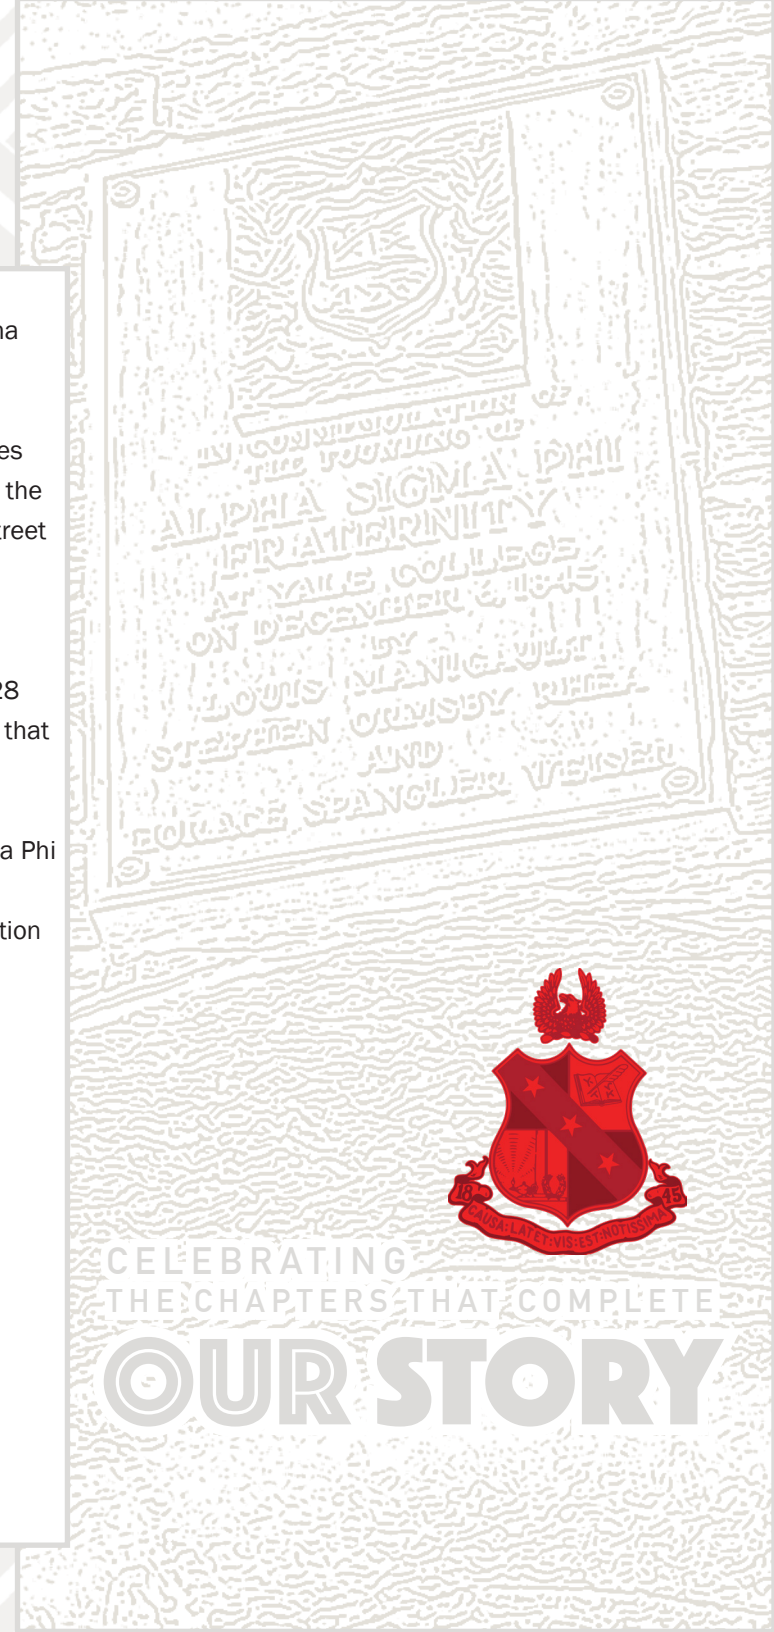 na
es
the
treet
28
that
a Phi
tion
IN COMMEMORATION OF
THE FOUNDING OF
ALPHA SIGMA PHI
FRATERNITY
AT YALE COLLEGE
ON DECEMBER 6, 1845
BY
LOUIS MANIGAULT
STEPHEN ORMSBY RHEA
AND
HORACE SPANGLER WEISER
18 45
CAUSA:LATET:VIS:EST:NOTISSIMA
CELEBRATING
THE CHAPTERS THAT COMPLETE
OUR STORY